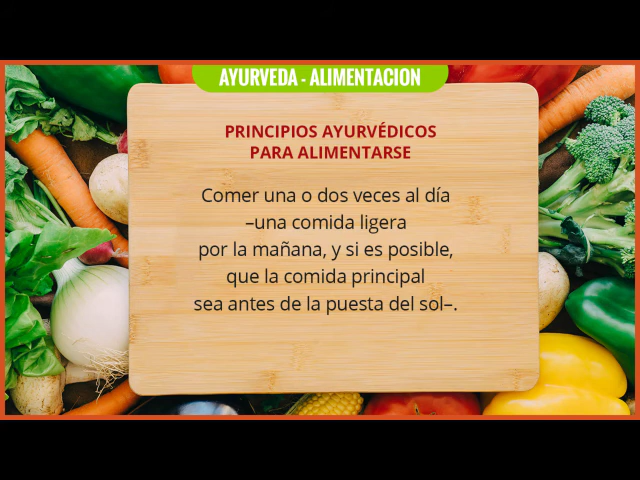 AYURVEDA - ALIMENTACION
PRINCIPIOS AYURVÉDICOS
PARA ALIMENTARSE
Comer una o dos veces al día
–una comida ligera
por la mañana, y si es posible,
que la comida principal
sea antes de la puesta del sol–.